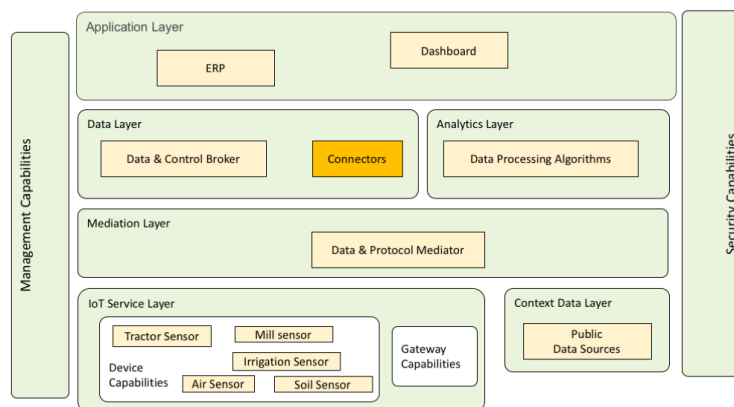 Management Capabilities
Application Layer
ERP
Dashboard
Data Layer
Data & Control Broker
Connectors
Analytics Layer
Data Processing Algorithms
Mediation Layer
Data & Protocol Mediator
IoT Service Layer
Tractor Sensor
Mill sensor
Irrigation Sensor
Device
Capabilities
Air Sensor
Soil Sensor
Gateway
Capabilities
Context Data Layer
Public
Data Sources
Security Capabilities